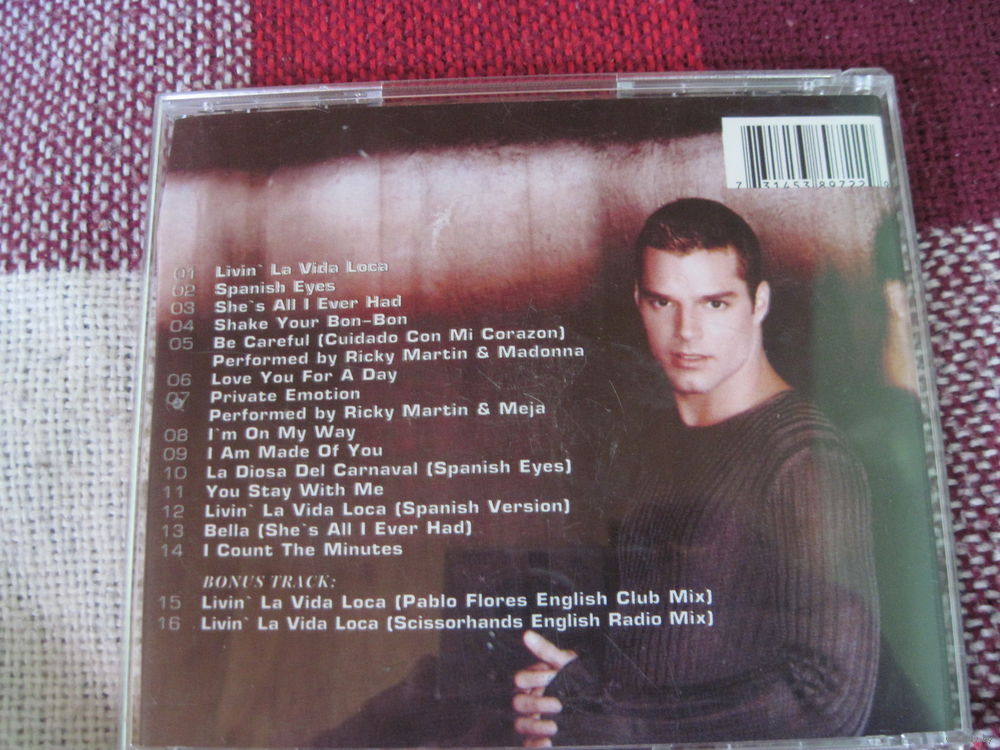 7 31453 89722 9
01 Livin` La Vida Loca
02 Spanish Eyes
03 She`s All I Ever Had
04 Shake Your Bon-Bon
05 Be Careful (Cuidado Con Mi Corazon)
Performed by Ricky Martin & Madonna
06 Love You For A Day
07 Private Emotion
Performed by Ricky Martin & Meja
08 I`m On My Way
09 I Am Made Of You
10 La Diosa Del Carnaval (Spanish Eyes)
11 You Stay With Me
12 Livin` La Vida Loca (Spanish Version)
13 Bella (She`s All I Ever Had)
14 I Count The Minutes
BONUS TRACK:
15 Livin` La Vida Loca (Pablo Flores English Club Mix)
16 Livin` La Vida Loca (Scissorhands English Radio Mix)